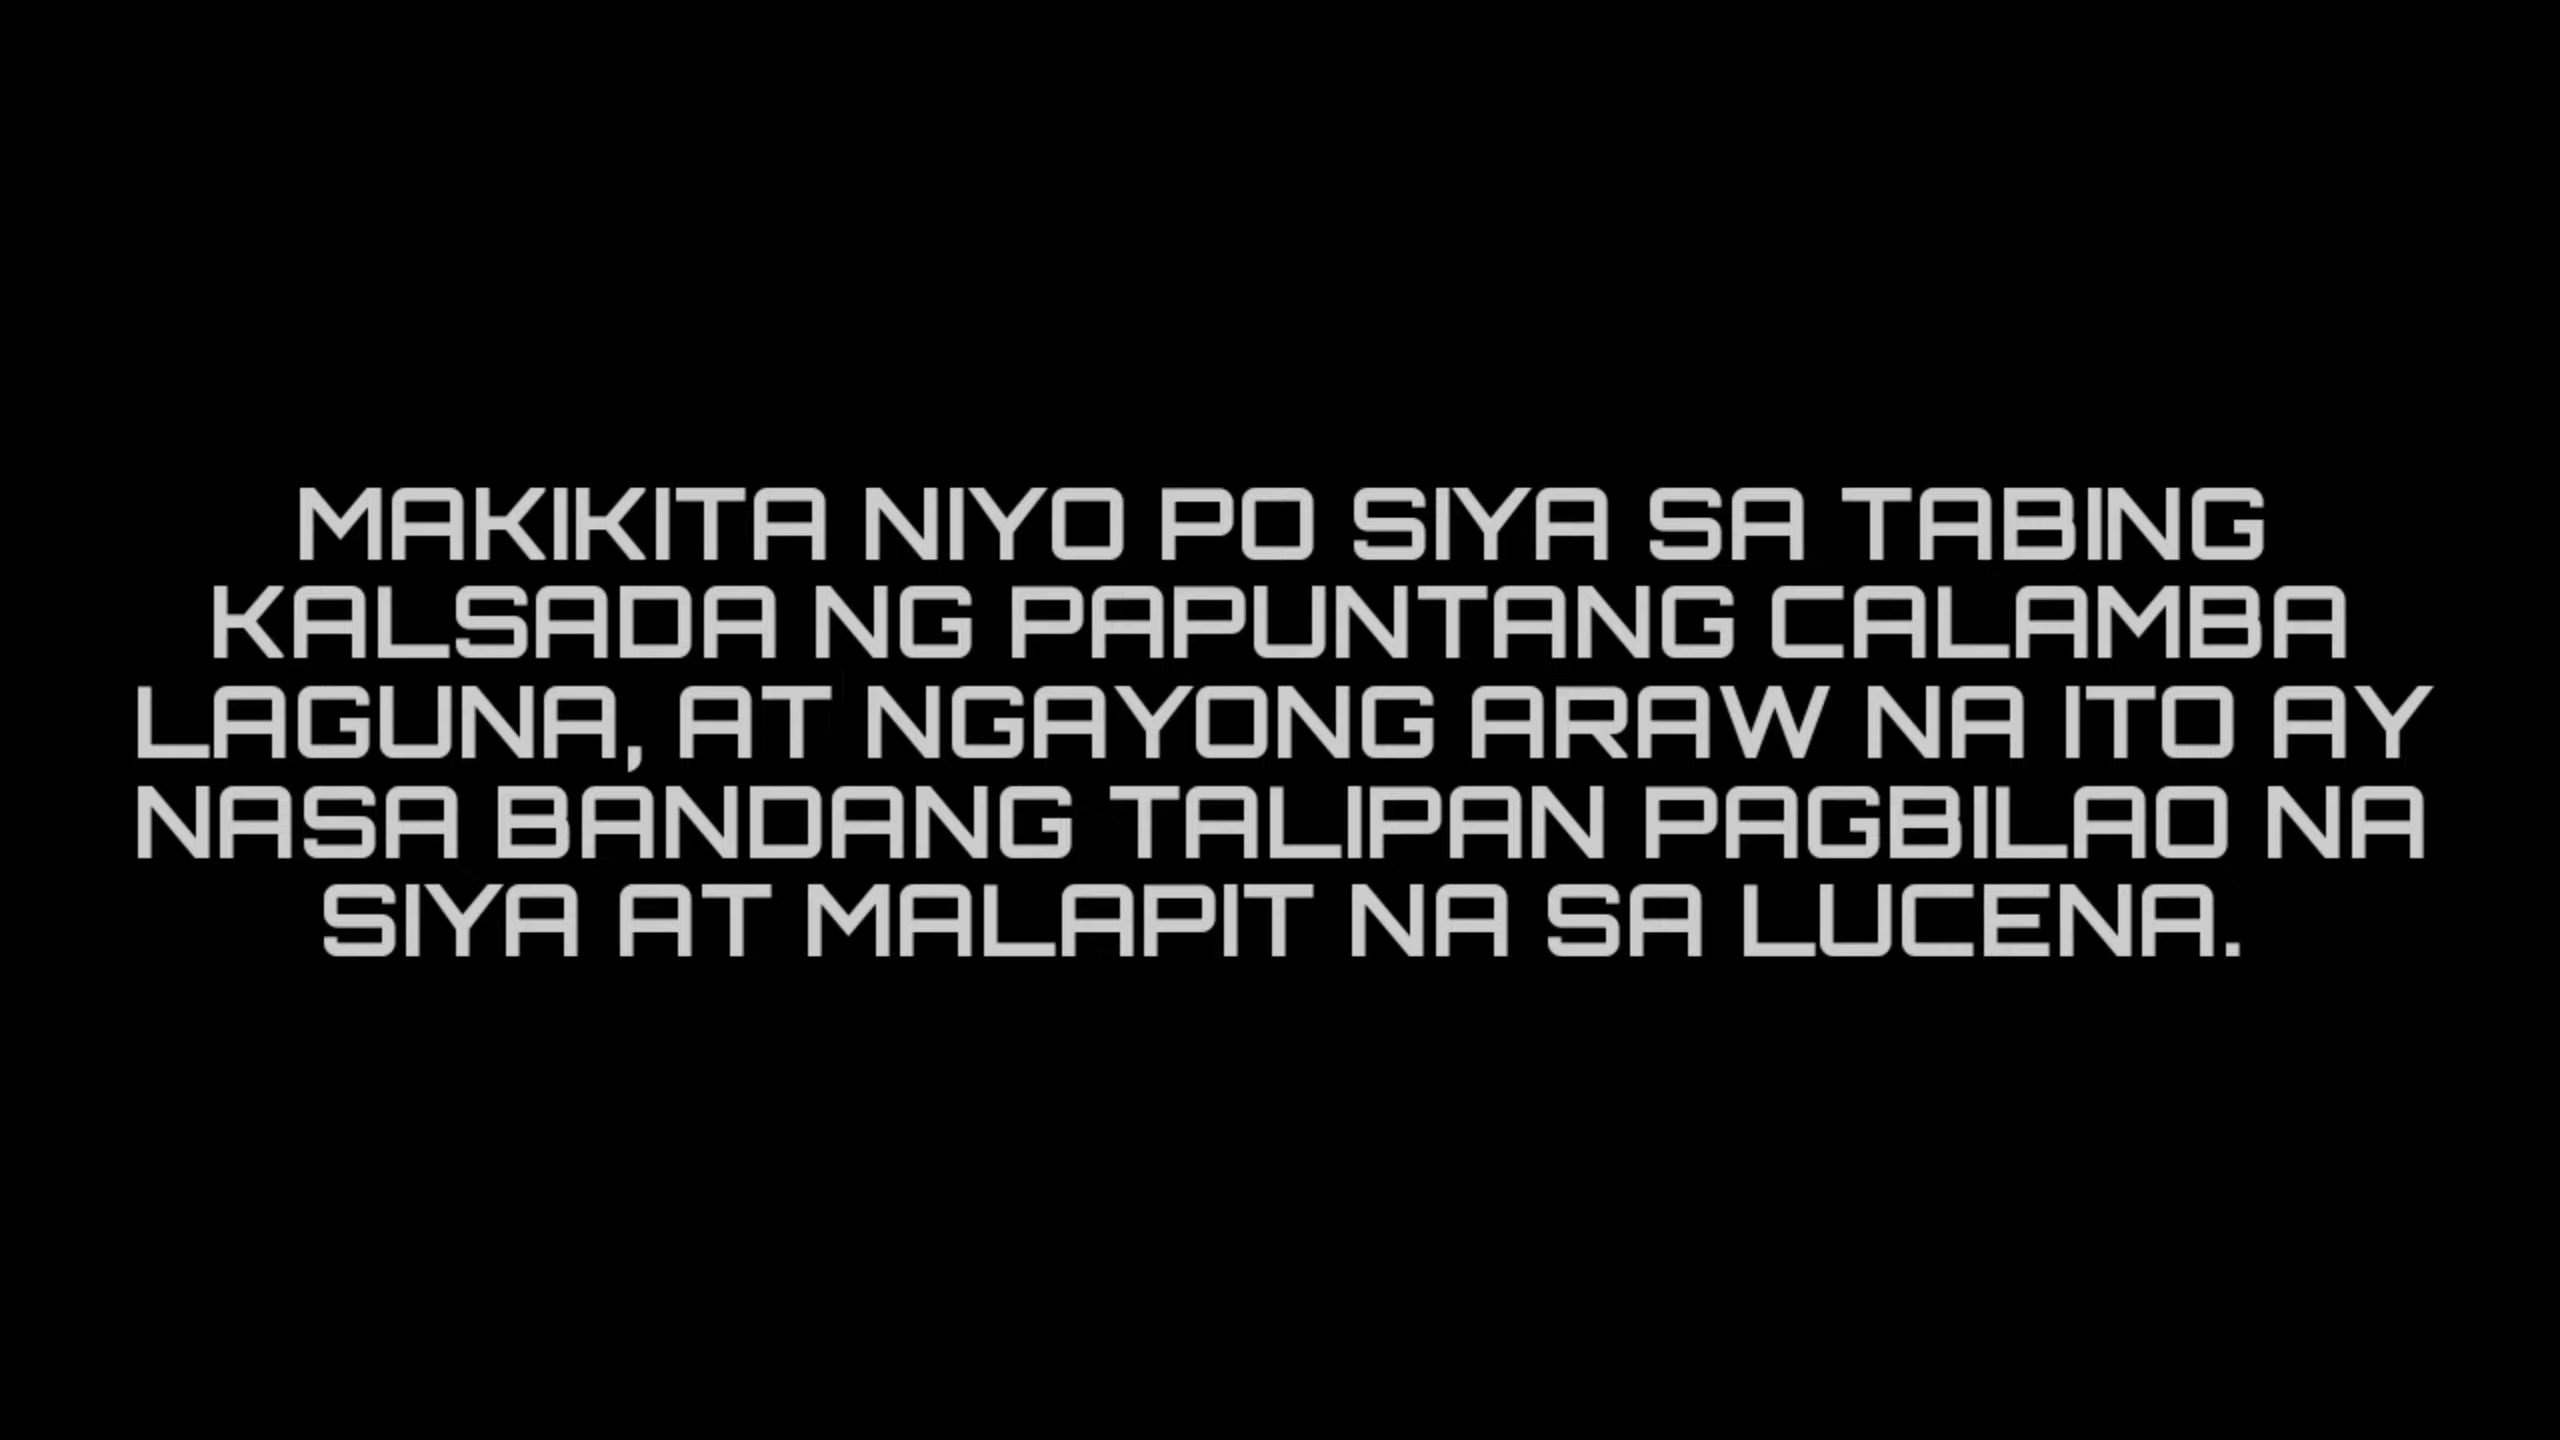 MAKIKITA NIYO PO SIYA SA TABING
KALSADA NG PAPUNTANG CALAMBA
LAGUNA, AT NGAYONG ARAW NA ITO AY
NASA BANDANG TALIPAN PAGBILAO NA
SIYA AT MALAPIT NA SA LUCENA.